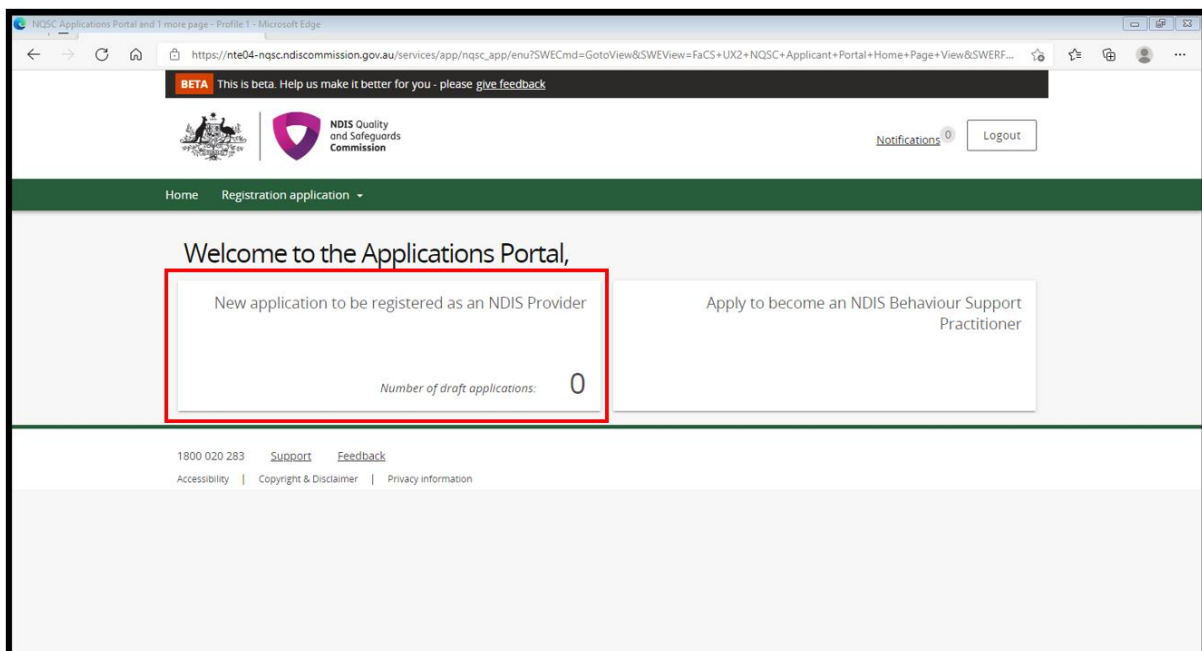 NQSC Applications Portal and 1 more page - Profile 1 - Microsoft Edge
https://nte04-nqsc.ndiscommission.gov.au/services/app/nqsc_app/enu?SWECmd=GotoView&SWEView=FaCS+UX2+NQSC+Applicant+Portal+Home+Page+View&SWERF...
BETA This is beta. Help us make it better for you - please give feedback
NDIS Quality
and Safeguards
Commission
Notifications 0 Logout
Home Registration application
Welcome to the Applications Portal,
New application to be registered as an NDIS Provider
Number of draft applications: 0
Apply to become an NDIS Behaviour Support
Practitioner
1800 020 283 Support Feedback
Accessibility | Copyright & Disclaimer | Privacy information